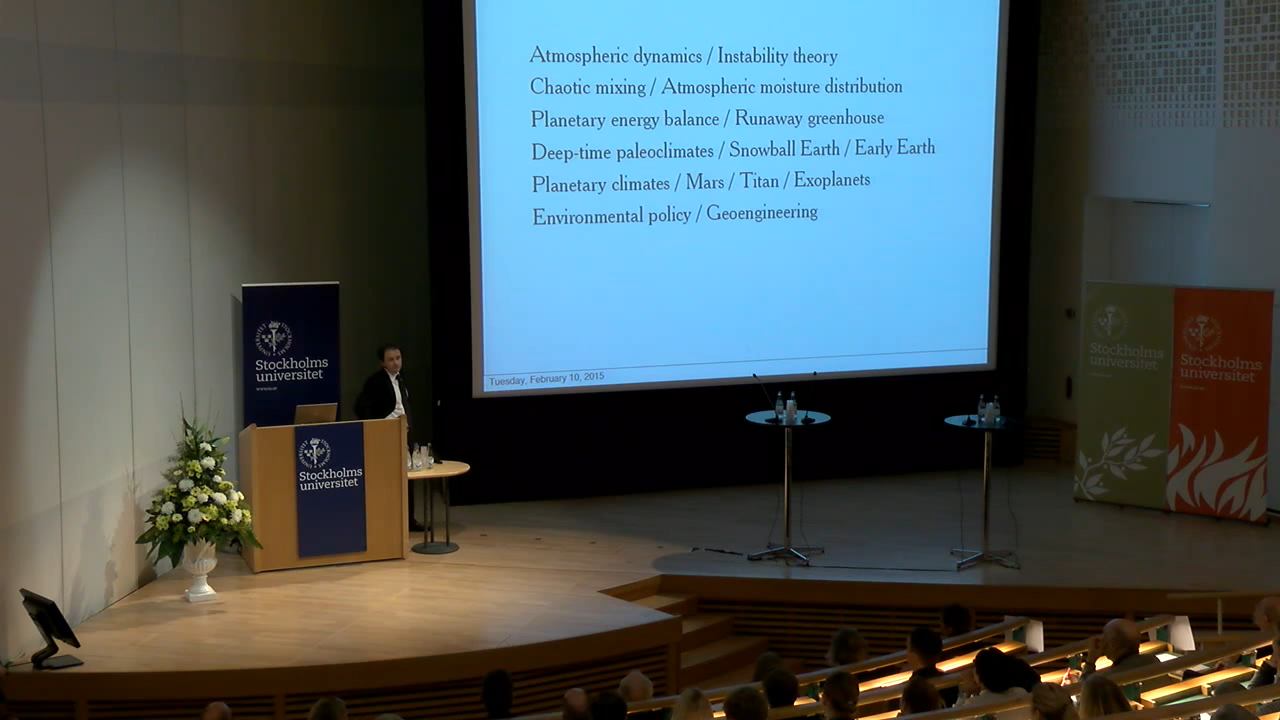 Atmospheric dynamics / Instability theory
Chaotic mixing / Atmospheric moisture distribution
Planetary energy balance / Runaway greenhouse
Deep-time paleoclimates / Snowball Earth / Early Earth
Planetary climates / Mars / Titan / Exoplanets
Environmental policy / Geoengineering
Tuesday, February 10, 2015
Stockholms
universitet
Stockholms
universitet
Stockholms
universitet
Stockholms
universitet